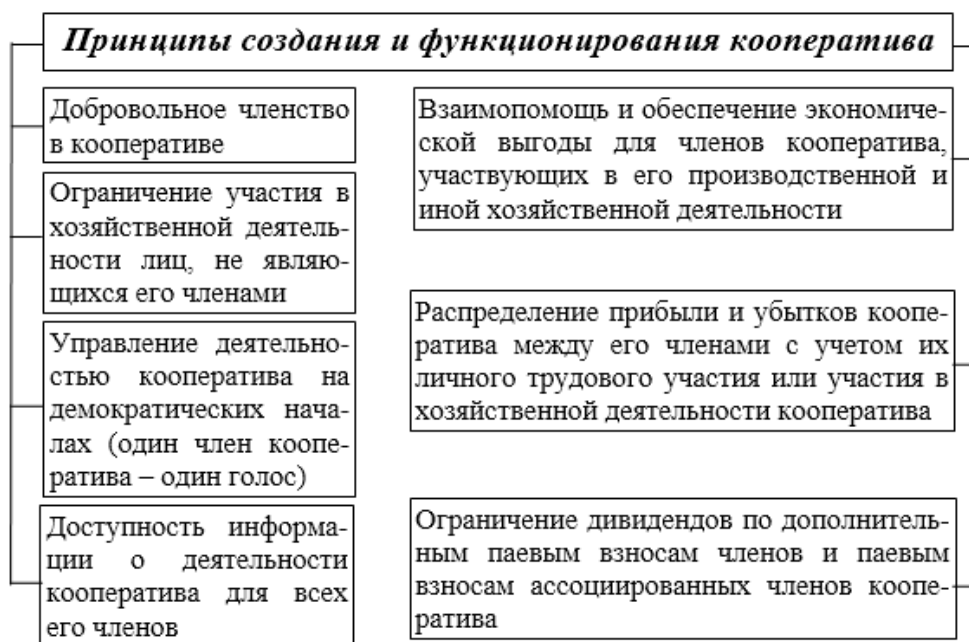 Принципы создания и функционирования кооператива
Добровольное членство
в кооперативе
Ограничение участия в
хозяйственной деятель-
ности лиц, не являю-
щихся его членами
Управление деятельно-
стью кооператива на
демократических нача-
лах (один член коопе-
ратива – один голос)
Доступность информа-
ции о деятельности
кооператива для всех
его членов
Взаимопомощь и обеспечение экономиче-
ской выгоды для членов кооператива,
участвующих в его производственной и
иной хозяйственной деятельности
Распределение прибыли и убытков коопе-
ратива между его членами с учетом их
личного трудового участия или участия в
хозяйственной деятельности кооператива
Ограничение дивидендов по дополнитель-
ным паевым взносам членов и паевым
взносам ассоциированных членов коопе-
ратива